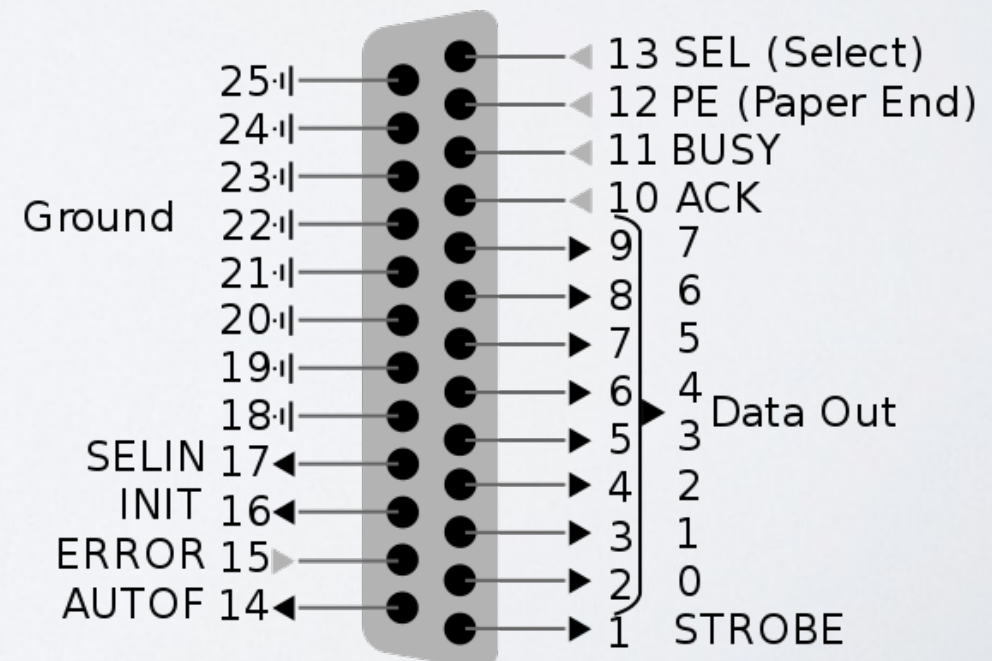 13 SEL (Select)
25
12 PE (Paper End)
24
11 BUSY
23
10 ACK
Ground
22
9 7
21
8 6
20
7 5
19
6 4
Data Out
18
5 3
SELIN 17
4 2
INIT 16
3 1
ERROR 15
2 0
AUTOF 14
1 STROBE